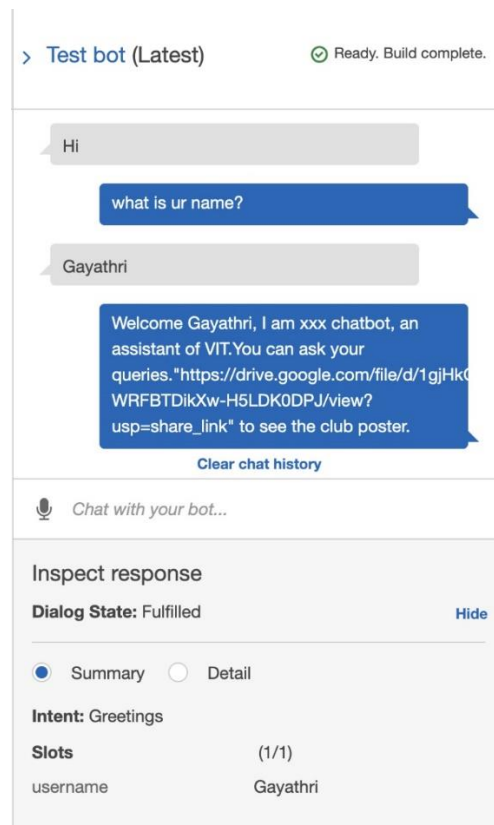 Test bot (Latest)
Ready. Build complete.
Hi
what is ur name?
Gayathri
Welcome Gayathri, I am xxx chatbot, an
assistant of VIT.You can ask your
queries."https://drive.google.com/file/d/1gjHk
WRFBTDikXw-H5LDK0DPJ/view?
usp=share_link" to see the club poster.
Clear chat history
Chat with your bot...
Inspect response
Dialog State: Fulfilled
Hide
Summary
Detail
Intent: Greetings
Slots (1/1)
username Gayathri